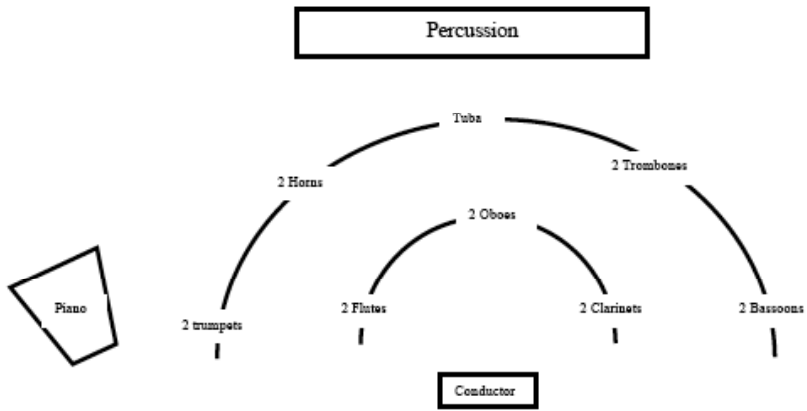 Percussion
Tuba
2 Trombones
2 Horns
2 Oboes
Piano
2 trumpets
2 Flutes
2 Clarinets
2 Bassoons
Conductor